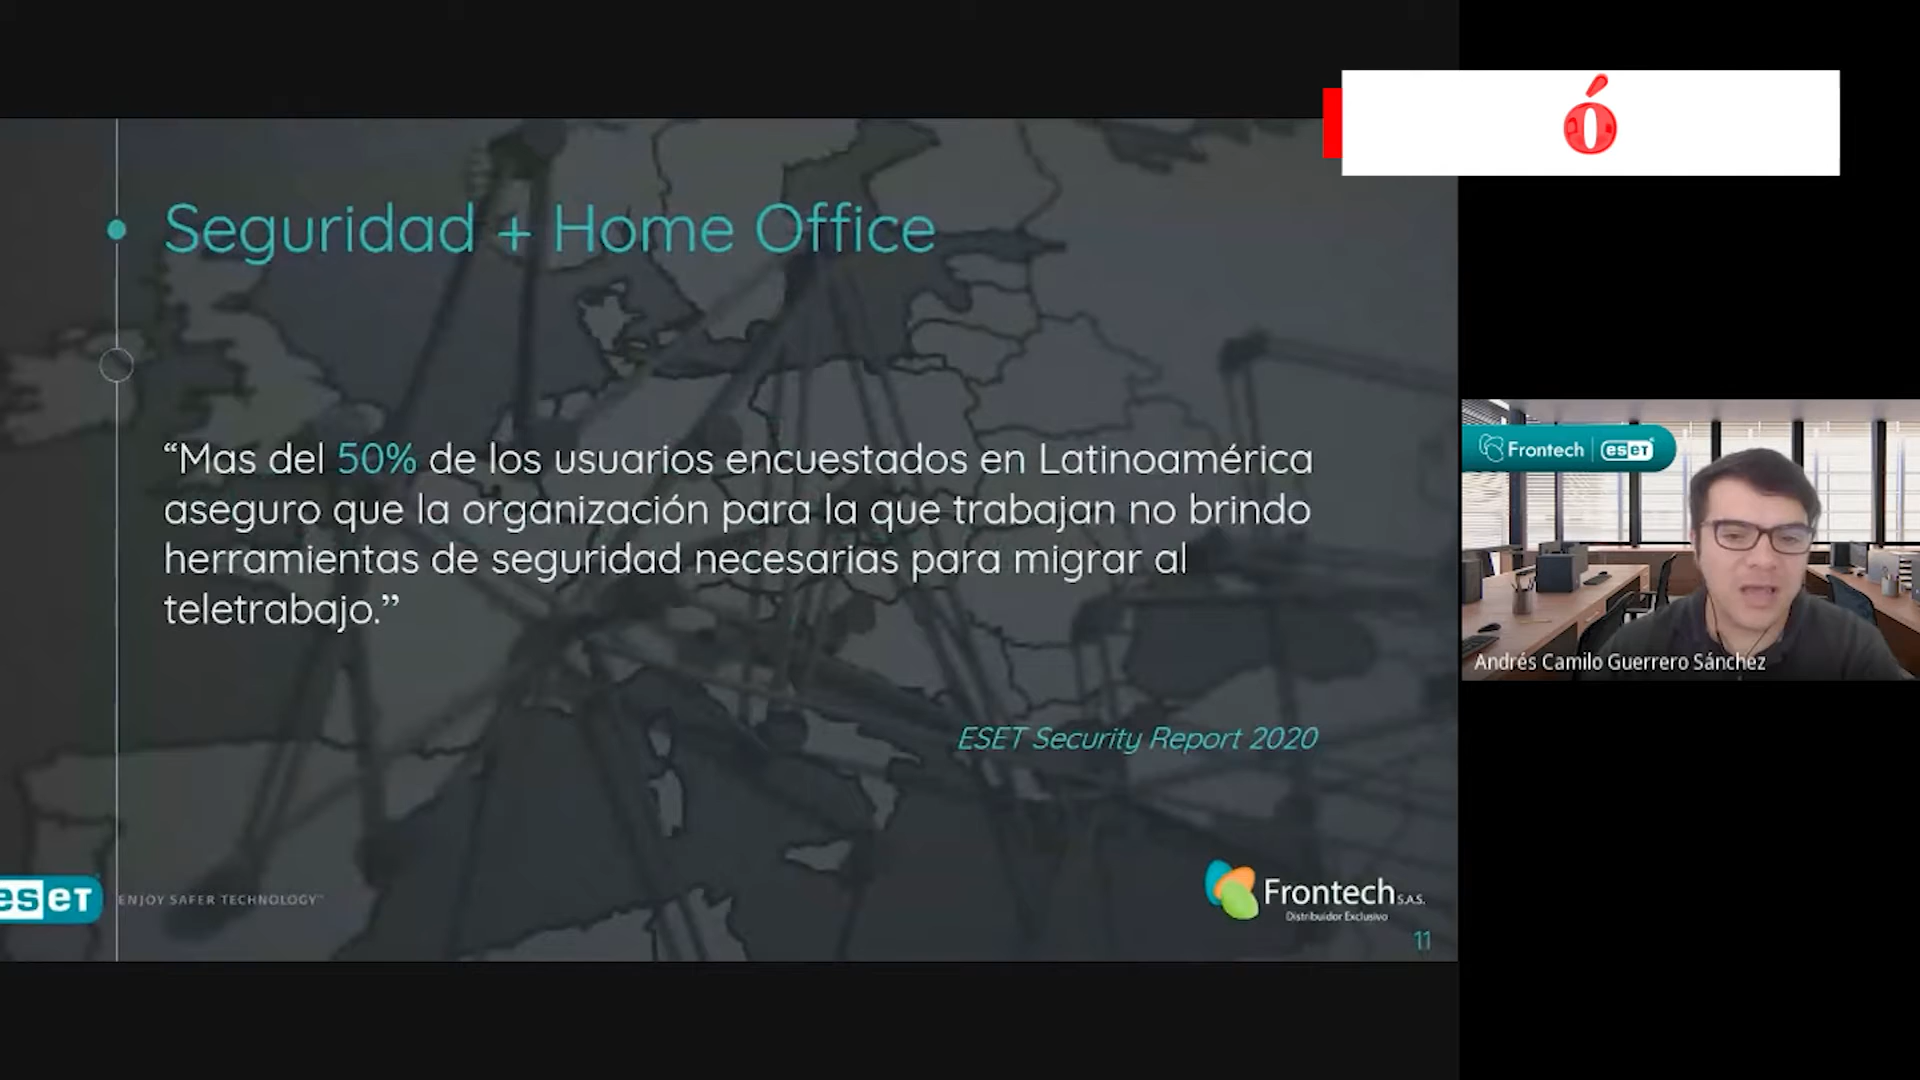 Ó
Seguridad + Home Office
“Mas del 50% de los usuarios encuestados en Latinoamérica
aseguro que la organización para la que trabajan no brindo
herramientas de seguridad necesarias para migrar al
teletrabajo.”
ESET Security Report 2020
eset ENJOY SAFER TECHNOLOGY™
Frontech S.A.S.
Distribuidor Exclusivo
11
Frontech | eset®
Andrés Camilo Guerrero Sánchez